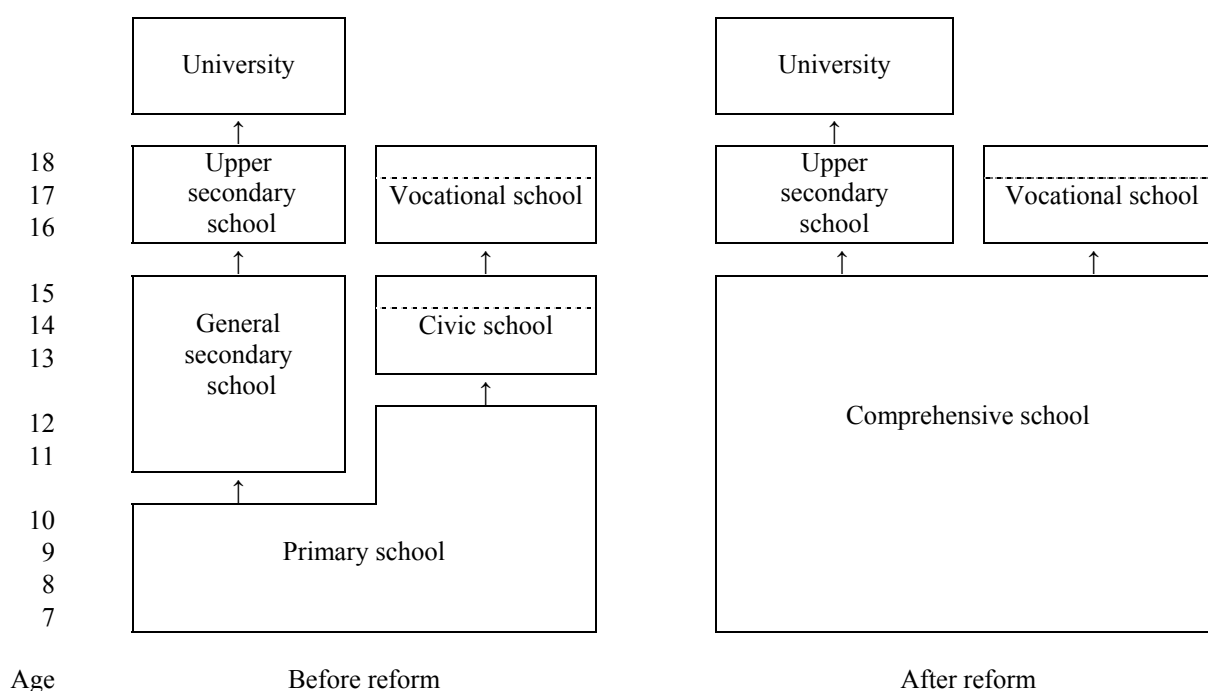 University
University
18
Upper
Upper
17
secondary
Vocational school
secondary
Vocational school
16
school
school
15
14
General
Civic school
13
secondary
school
12
Comprehensive school
11
10
9
Primary school
8
7
Age
Before reform
After reform